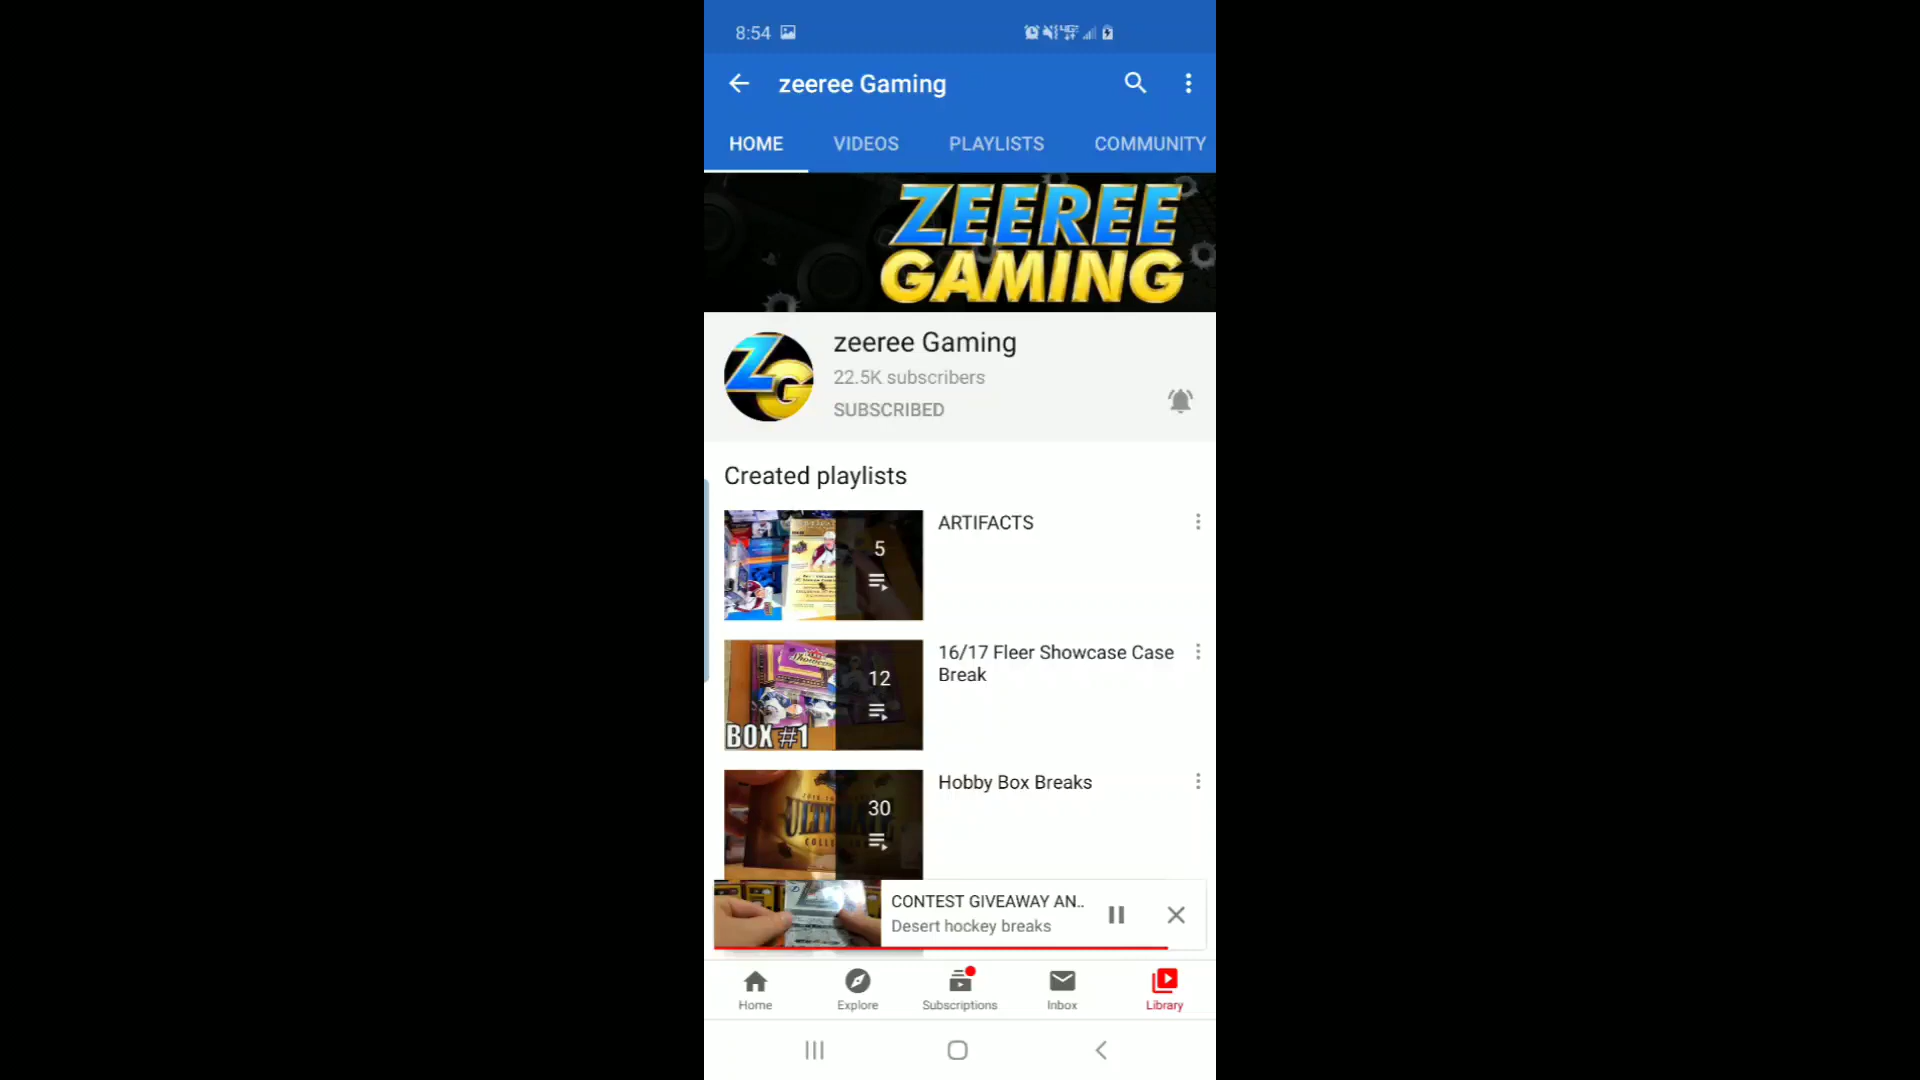 8:54
zeeree Gaming
HOME VIDEOS PLAYLISTS COMMUNITY
ZEEREE
GAMING
zeeree Gaming
22.5K subscribers
SUBSCRIBED
Created playlists
5
ARTIFACTS
12
BOX #1
16/17 Fleer Showcase Case
Break
30
Hobby Box Breaks
CONTEST GIVEAWAY AN..
Desert hockey breaks
Home Explore Subscriptions Inbox Library